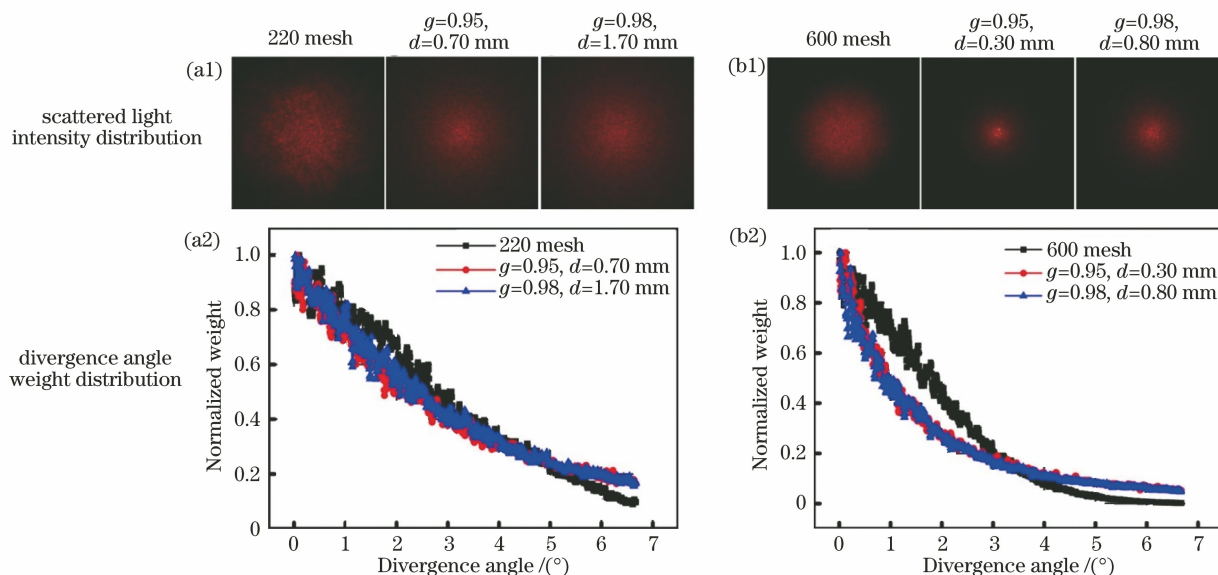 220 mesh
g=0.95,
d=0.70 mm
g=0.98,
d=1.70 mm
600 mesh
g=0.95,
d=0.30 mm
g=0.98,
d=0.80 mm
(a1)
(b1)
scattered light
intensity distribution
(a2)
(b2)
divergence angle
weight distribution
Normalized weight
1.0
0.8
0.6
0.4
0.2
0
220 mesh
g=0.95, d=0.70 mm
g=0.98, d=1.70 mm
0 1 2 3 4 5 6 7
Divergence angle /(°)
Normalized weight
1.0
0.8
0.6
0.4
0.2
0
600 mesh
g=0.95, d=0.30 mm
g=0.98, d=0.80 mm
0 1 2 3 4 5 6 7
Divergence angle /(°)